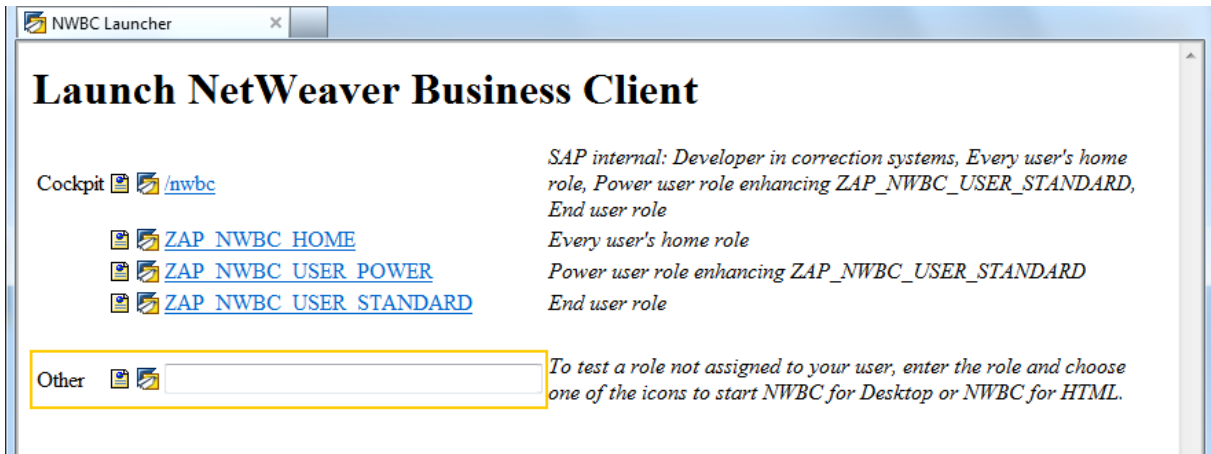 NWBC Launcher
Launch NetWeaver Business Client
Cockpit /nwbc
SAP internal: Developer in correction systems, Every user's home
role, Power user role enhancing ZAP_NWBC_USER_STANDARD,
End user role
ZAP_NWBC_HOME Every user's home role
ZAP_NWBC_USER_POWER Power user role enhancing ZAP_NWBC_USER_STANDARD
ZAP_NWBC_USER_STANDARD End user role
Other
To test a role not assigned to your user, enter the role and choose
one of the icons to start NWBC for Desktop or NWBC for HTML.